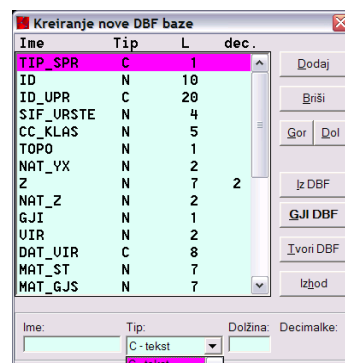 Kreiranje nove DBF baze
Ime Tip L dec.
TIP_SPR C 1
ID N 10
ID_UPR C 20
SIF_URSTE N 4
CC_KLAS N 5
TOPO N 1
NAT_YX N 2
Z N 7 2
NAT_Z N 2
GJI N 1
VIR N 2
DAT_VIR C 8
MAT_ST N 7
MAT_GJS N 7
Dodaj
Briši
Gor Dol
Iz DBF
GJI DBF
Tvori DBF
Izhod
Ime: Tip: Dolžina: Decimalke:
C - tekst